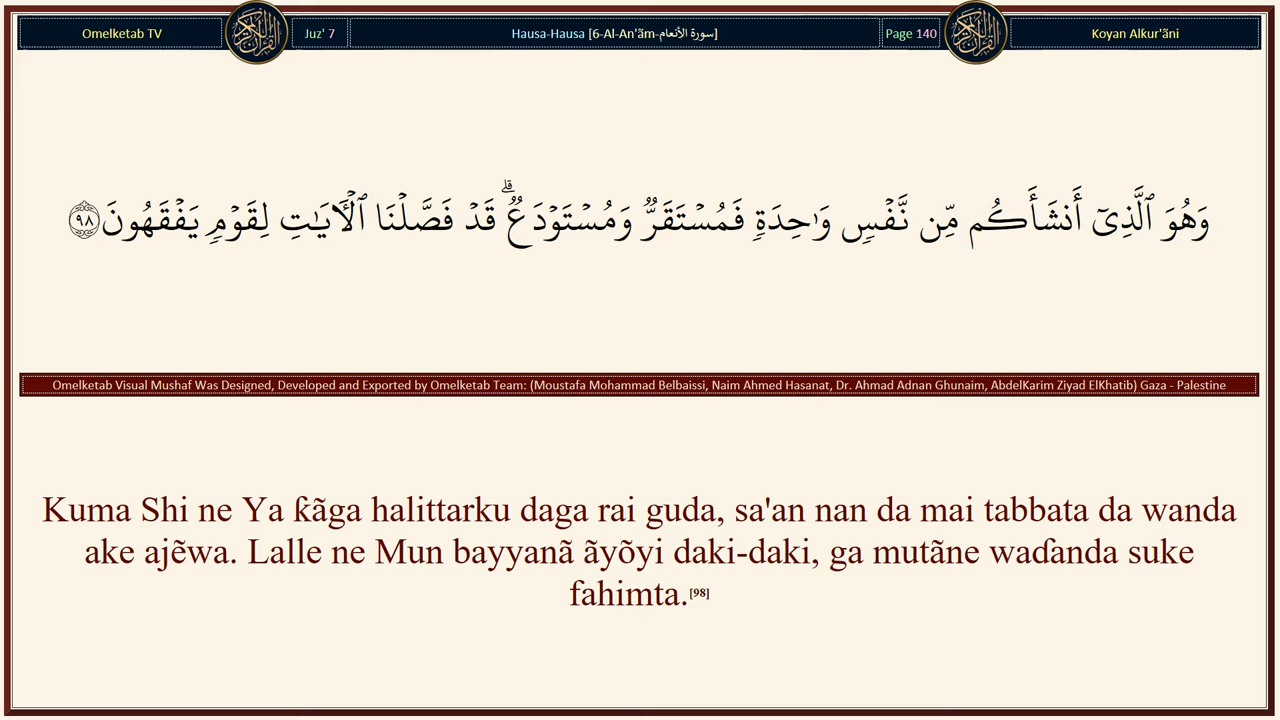 Omelketab TV
Juz' 7
Hausa-Hausa [6-Al-An'ãm-سورة الأنعام]
Page 140
Koyan Alƙur'ãni
وَهُوَ ٱلَّذِىٓ أَنشَأَكُم مِّن نَّفۡسٖ وَٰحِدَةٖ فَمُسۡتَقَرّٞ وَمُسۡتَوۡدَعٞۗ قَدۡ فَصَّلۡنَا ٱلۡأٓيَٰتِ لِقَوۡمٖ يَفۡقَهُونَ ٩٨
Omelketab Visual Mushaf Was Designed, Developed and Exported by Omelketab Team: (Moustafa Mohammad Belbaissi, Naim Ahmed Hasanat, Dr. Ahmad Adnan Ghunaim, AbdelKarim Ziyad ElKhatib) Gaza - Palestine
Kuma Shi ne Ya ƙãga halittarku daga rai guda, sa'an nan da mai tabbata da wanda
ake ajẽwa. Lalle ne Mun bayyanã ãyõyi daki-daki, ga mutãne waɗanda suke
fahimta.[98]